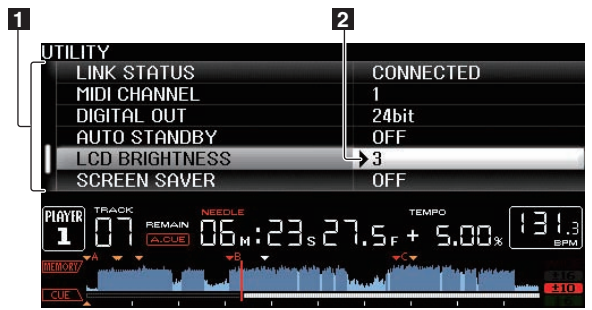 1 2
UTILITY
LINK STATUS CONNECTED
MIDI CHANNEL 1
DIGITAL OUT 24bit
AUTO STANDBY OFF
LCD BRIGHTNESS 3
SCREEN SAVER OFF
PLAYER 1 TRACK 07 REMAIN A.CUE NEEDLE 06M:23S27.5F TEMPO +5.00% 131.3 BPM
MEMORY A B C
±16
CUE ±10